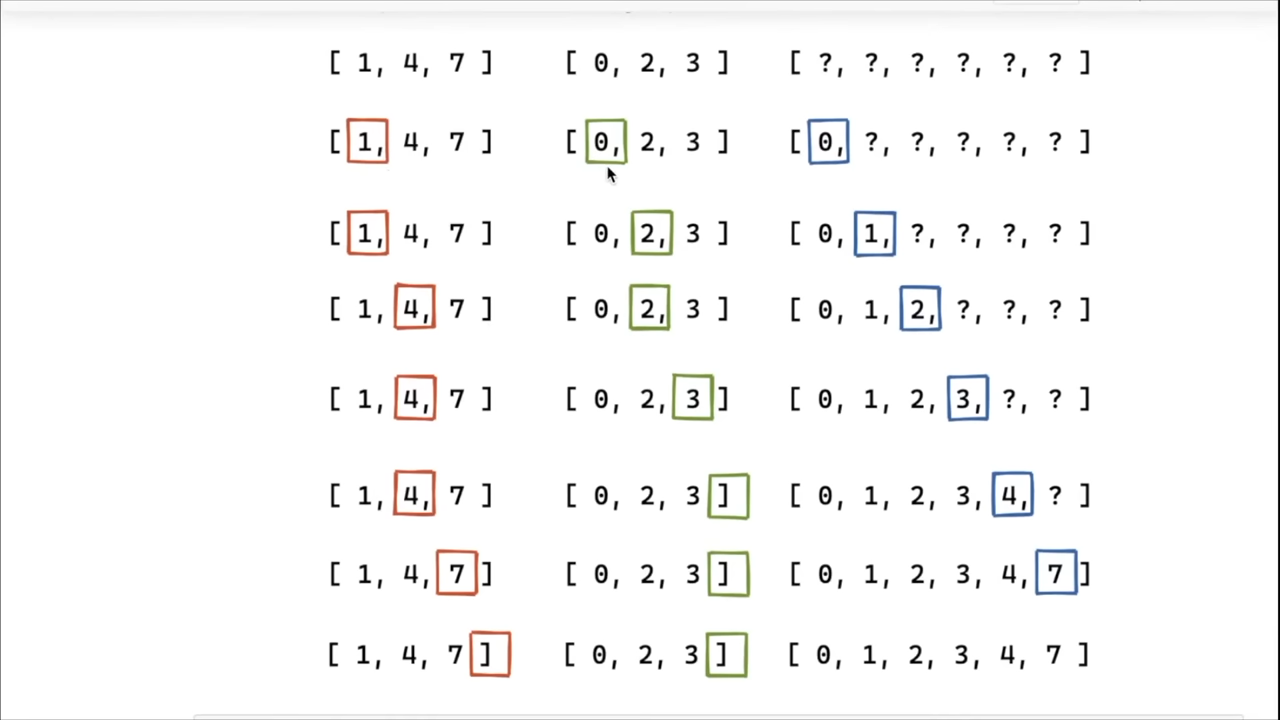 [ 1, 4, 7 ] [ 0, 2, 3 ] [ ?, ?, ?, ?, ?, ? ]
[ 1, 4, 7 ] [ 0, 2, 3 ] [ 0, ?, ?, ?, ?, ? ]
[ 1, 4, 7 ] [ 0, 2, 3 ] [ 0, 1, ?, ?, ?, ? ]
[ 1, 4, 7 ] [ 0, 2, 3 ] [ 0, 1, 2, ?, ?, ? ]
[ 1, 4, 7 ] [ 0, 2, 3 ] [ 0, 1, 2, 3, ?, ? ]
[ 1, 4, 7 ] [ 0, 2, 3 ] [ 0, 1, 2, 3, 4, ? ]
[ 1, 4, 7 ] [ 0, 2, 3 ] [ 0, 1, 2, 3, 4, 7 ]
[ 1, 4, 7 ] [ 0, 2, 3 ] [ 0, 1, 2, 3, 4, 7 ]